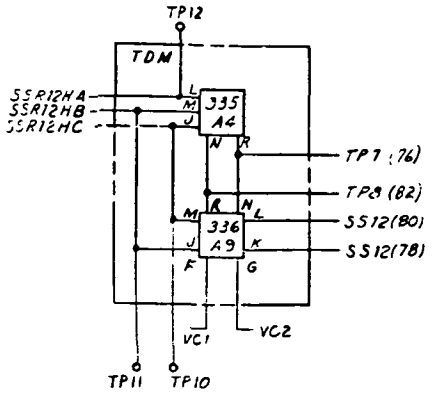 TP12
TDM
SSR12HA
SSR12HB
SSR12HC
L
M
J
335
A4
N
R
TP7 (76)
TP8 (82)
R
N
M
L
SS12(80)
336
J
A9
K
SS12(78)
F
G
VC1
VC2
TP11
TP10